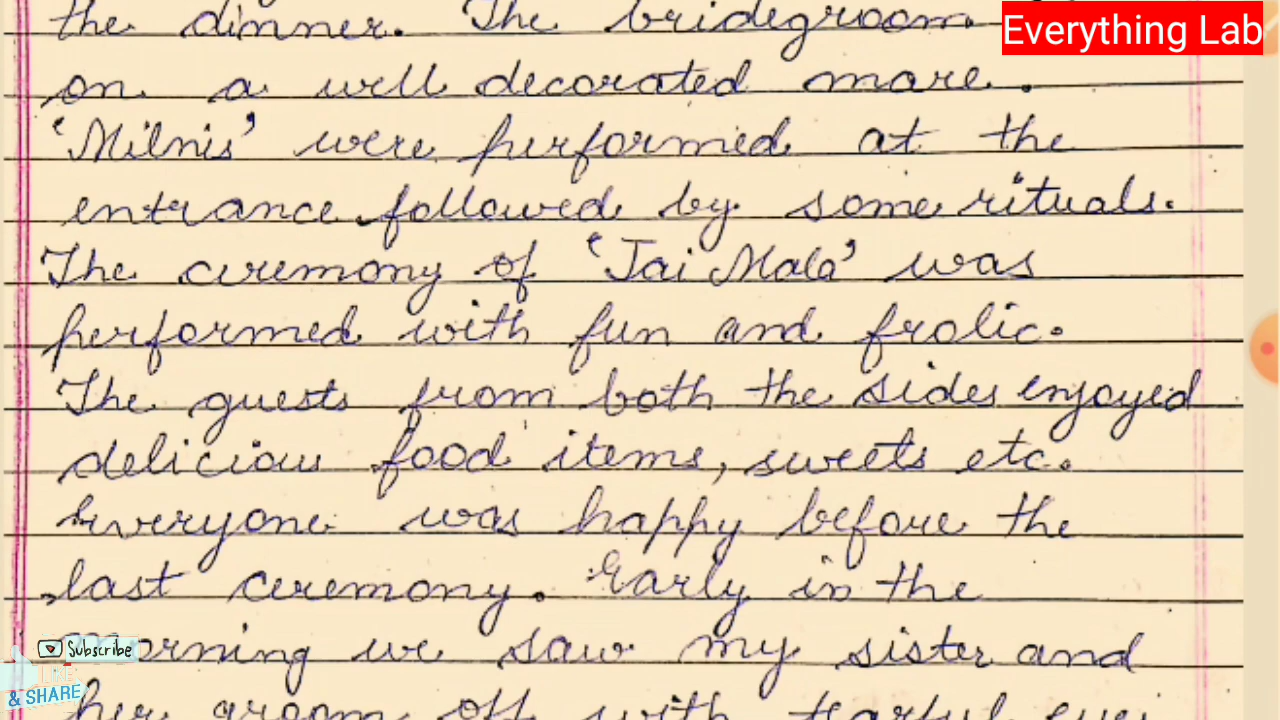 the dinner. The bridegroom
Everything Lab
on a well decorated mare.
'Milnis' were performed at the
entrance followed by some rituals.
The ceremony of 'Jai Mala' was
performed with fun and frolic.
The guests from both the sides enjoyed
delicious food items, sweets etc.
Everyone was happy before the
last ceremony. Early in the
morning we saw my sister and
Subscribe
LIKE
& SHARE
her groom off with tearful eyes